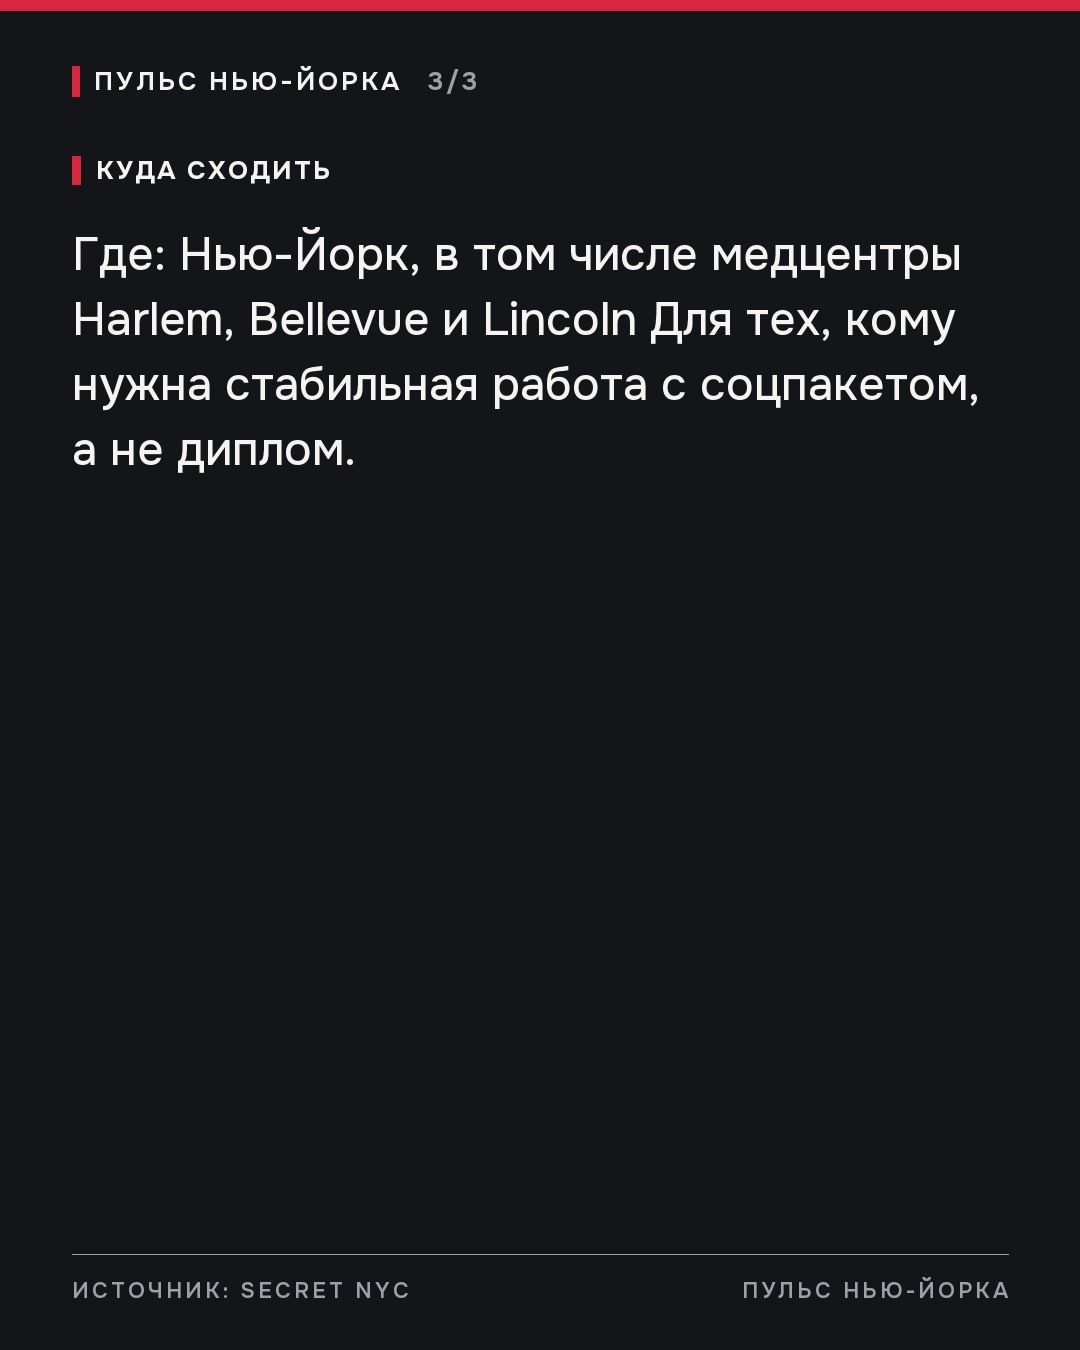 ПУЛЬС НЬЮ-ЙОРКА 3/3
КУДА СХОДИТЬ
Где: Нью-Йорк, в том числе медцентры
Harlem, Bellevue и Lincoln Для тех, кому
нужна стабильная работа с соцпакетом,
а не диплом.
ИСТОЧНИК: SECRET NYC
ПУЛЬС НЬЮ-ЙОРКА